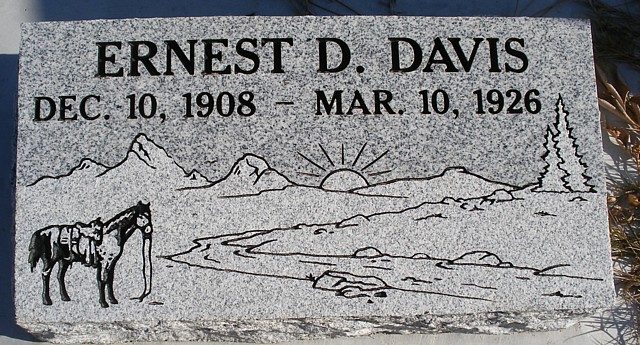 ERNEST D. DAVIS
DEC. 10, 1908 – MAR. 10, 1926